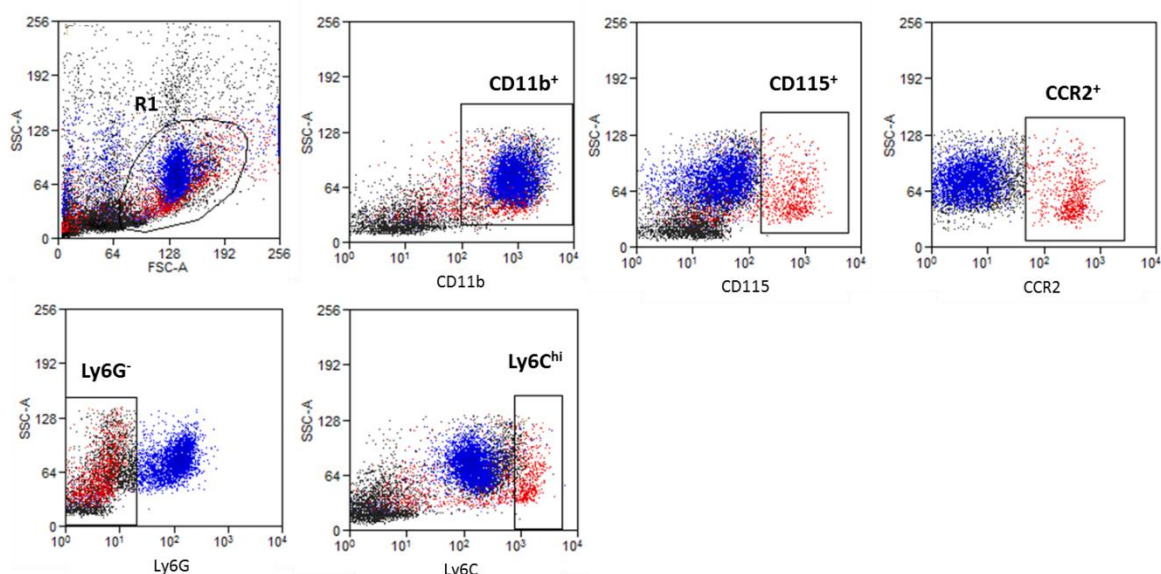 256
192
128
64
0
SSC-A
R1
0 64 128 192 256
FSC-A
256
192
128
64
0
SSC-A
CD11b⁺
10⁰ 10¹ 10² 10³ 10⁴
CD11b
256
192
128
64
0
SSC-A
CD115⁺
10¹ 10² 10³ 10⁴
CD115
256
192
128
64
0
SSC-A
CCR2⁺
10⁰ 10¹ 10² 10³ 10⁴
CCR2
256
192
128
64
0
SSC-A
Ly6G⁻
10⁰ 10¹ 10² 10³ 10⁴
Ly6G
256
192
128
64
0
SSC-A
Ly6Cʰⁱ
10⁰ 10¹ 10² 10³ 10⁴
Ly6C